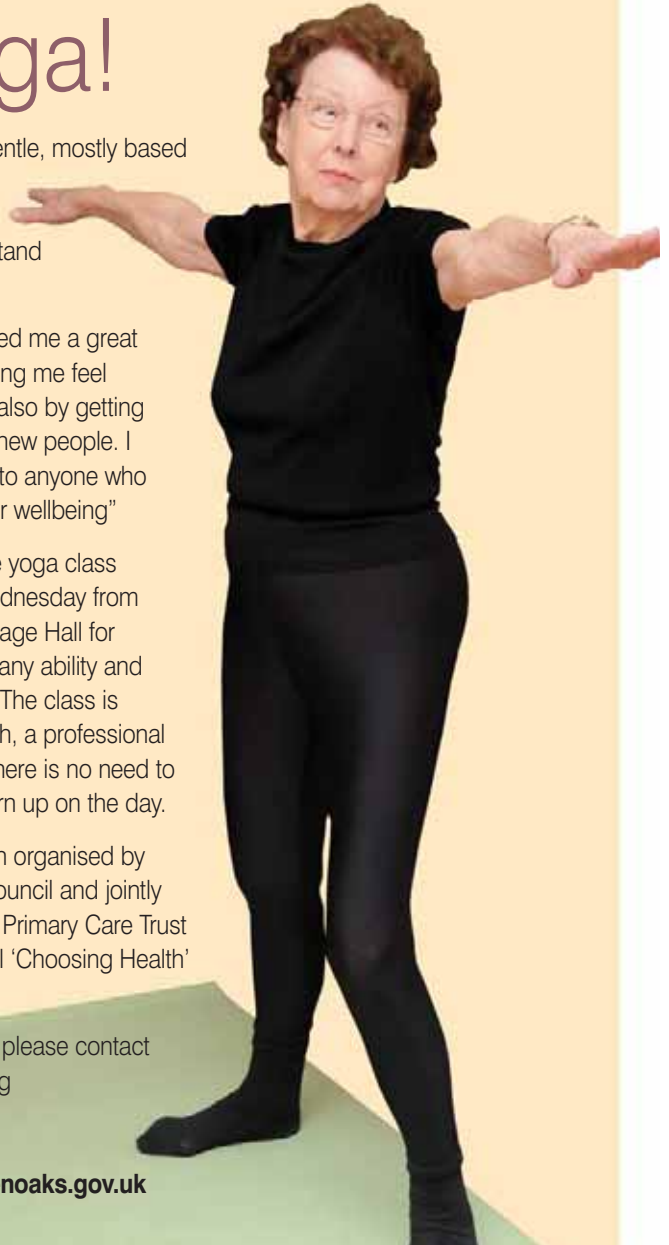 ga!
entle, mostly based
tand
ed me a great
ing me feel
also by getting
new people. I
to anyone who
r wellbeing”
e yoga class
dnesday from
age Hall for
any ability and
The class is
h, a professional
here is no need to
rn up on the day.
n organised by
ouncil and jointly
Primary Care Trust
l ‘Choosing Health’
please contact
g
noaks.gov.uk